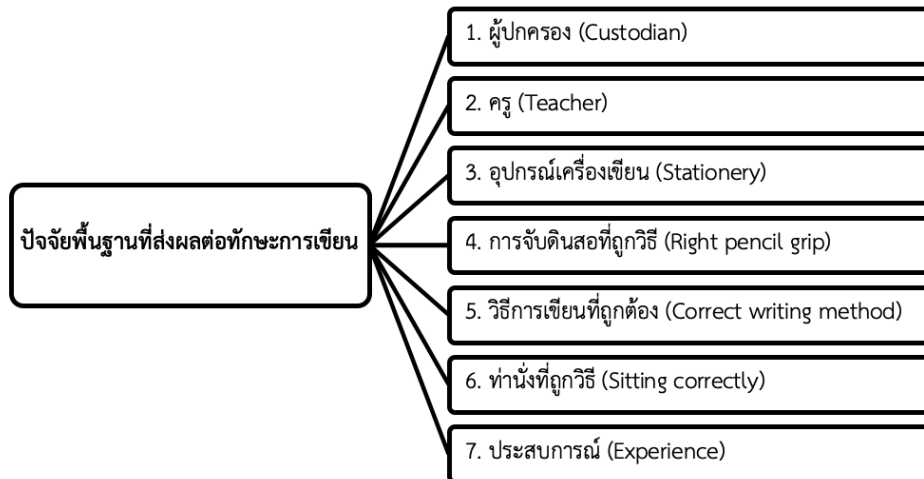 1. ผู้ปกครอง (Custodian)
2. ครู (Teacher)
3. อุปกรณ์เครื่องเขียน (Stationery)
ปัจจัยพื้นฐานที่ส่งผลต่อทักษะการเขียน
4. การจับดินสอที่ถูกวิธี (Right pencil grip)
5. วิธีการเขียนที่ถูกต้อง (Correct writing method)
6. ท่านั่งที่ถูกวิธี (Sitting correctly)
7. ประสบการณ์ (Experience)